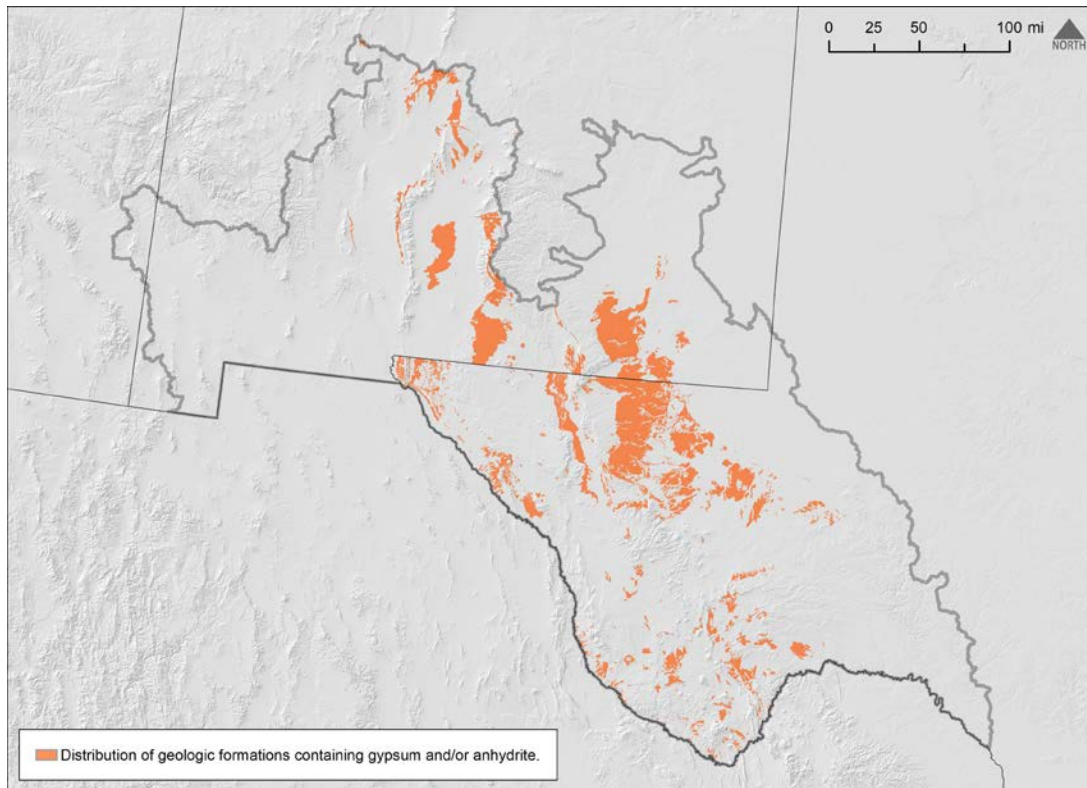 0 25 50 100 mi
NORTH
Distribution of geologic formations containing gypsum and/or anhydrite.